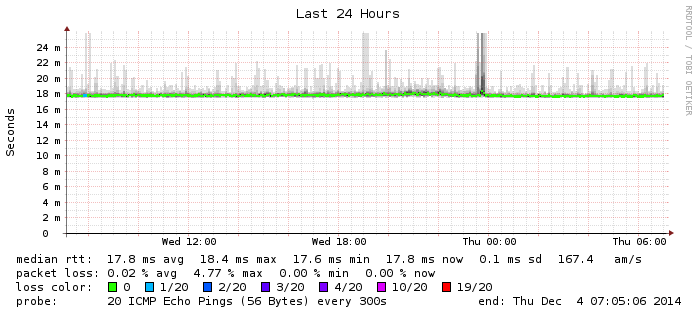 Last 24 Hours
RRDTOOL / TOBI OETIKER
Seconds
24 m
22 m
20 m
18 m
16 m
14 m
12 m
10 m
8 m
6 m
4 m
2 m
0
Wed 12:00 Wed 18:00 Thu 00:00 Thu 06:00
median rtt: 17.8 ms avg 18.4 ms max 17.6 ms min 17.8 ms now 0.1 ms sd 167.4 am/s
packet loss: 0.02 % avg 4.77 % max 0.00 % min 0.00 % now
loss color: 0 1/20 2/20 3/20 4/20 10/20 19/20
probe: 20 ICMP Echo Pings (56 Bytes) every 300s end: Thu Dec 4 07:05:06 2014